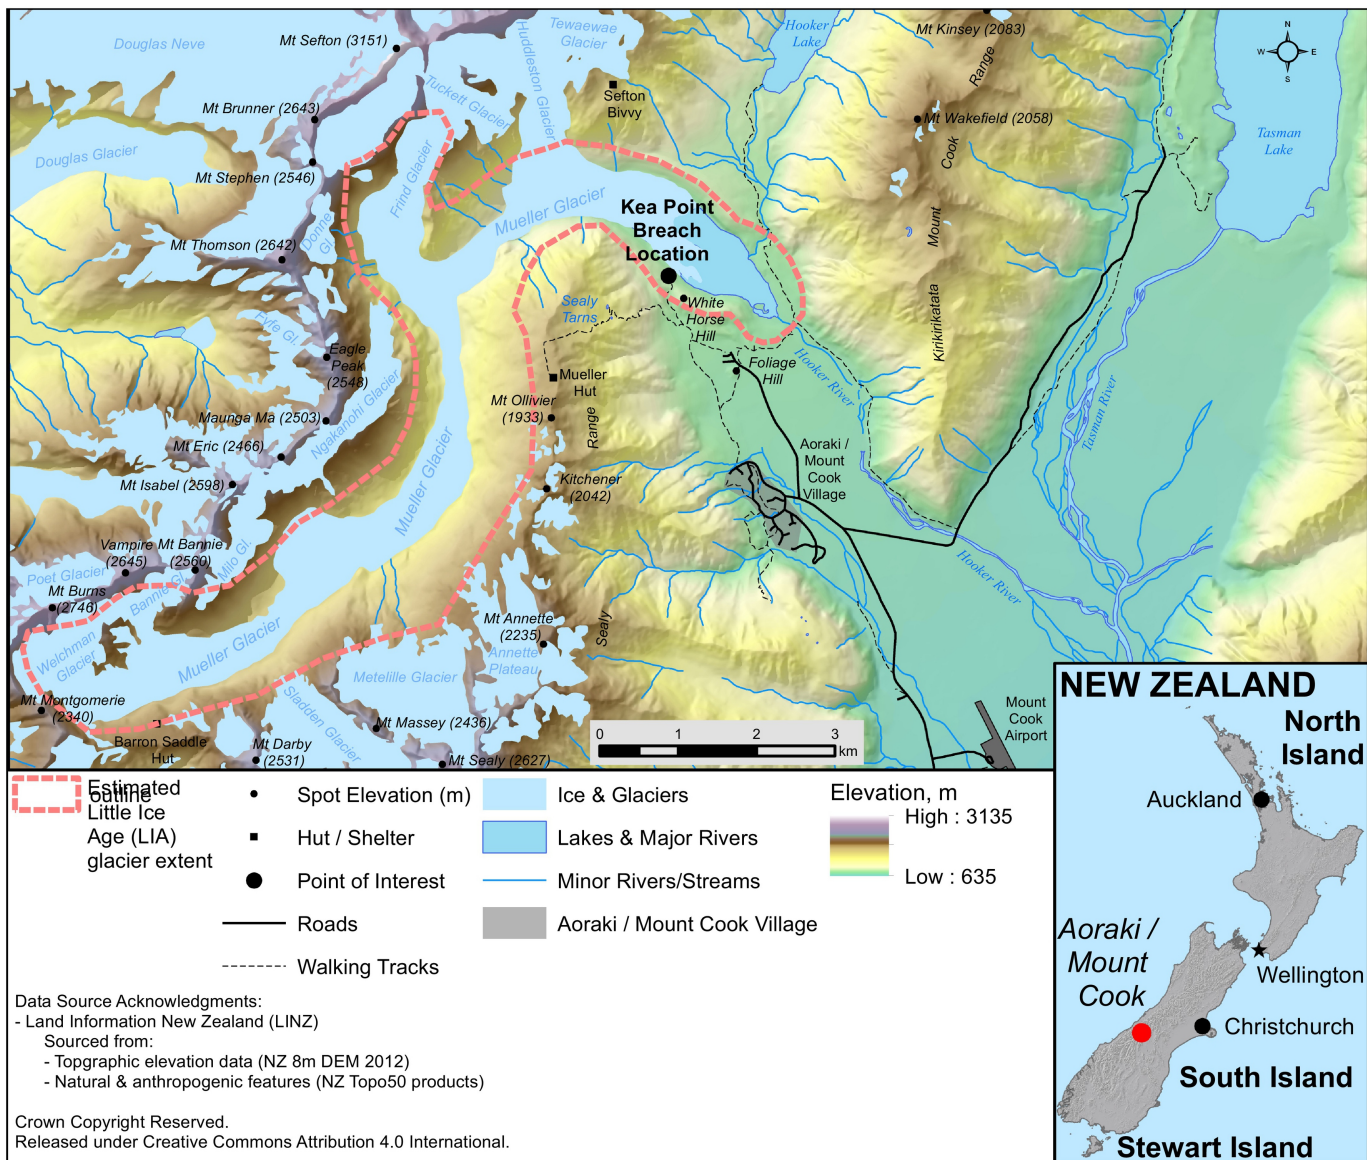 Douglas Neve
Mt Sefton (3151)
Tewaewae
Glacier
Huddleston Glacier
Hooker
Lake
Mt Kinsey (2083)
Range
N
W
E
S
Tuckett Glacier
Sefton
Bivvy
Mt Brunner (2643)
Mt Wakefield (2058)
Cook
Tasman
Lake
Douglas Glacier
Mt Stephen (2546)
Frind Glacier
Mueller Glacier
Kea Point
Breach
Location
Mount
Donne
Gl.
Mt Thomson (2642)
Sealy
Tarns
White
Horse
Hill
Kirikirikatata
Fyfe Gl.
Eagle
Peak
(2548)
Foliage
Hill
Hooker River
Mueller
Hut
Mt Ollivier
(1933)
Range
Tasman River
Maunga Ma (2503)
Ngakanohi Glacier
Mt Eric (2466)
Mueller Glacier
Aoraki /
Mount
Cook
Village
Mt Isabel (2598)
Kitchener
(2042)
Vampire
(2645)
Mt Bannie
(2560)
Milo Gl.
Poet Glacier
Bannie Gl.
Mt Burns
(2746)
Hooker River
Mt Annette
(2235)
Sealy
Annette
Plateau
Welchman
Glacier
Mueller Glacier
Metelille Glacier
Sladden Glacier
Mt Montgomerie
(2340)
Barron Saddle
Hut
Mt Darby
(2531)
Mt Massey (2436)
Mt Sealy (2627)
0 1 2 3
km
Mount
Cook
Airport
NEW ZEALAND
North
Island
Auckland
Aoraki /
Mount
Cook
Wellington
Christchurch
South Island
Stewart Island
Estimated
outline
Little Ice
Age (LIA)
glacier extent
Spot Elevation (m)
Hut / Shelter
Point of Interest
Roads
Walking Tracks
Ice & Glaciers
Lakes & Major Rivers
Minor Rivers/Streams
Aoraki / Mount Cook Village
Elevation, m
High : 3135
Low : 635
Data Source Acknowledgments:
- Land Information New Zealand (LINZ)
Sourced from:
- Topgraphic elevation data (NZ 8m DEM 2012)
- Natural & anthropogenic features (NZ Topo50 products)
Crown Copyright Reserved.
Released under Creative Commons Attribution 4.0 International.